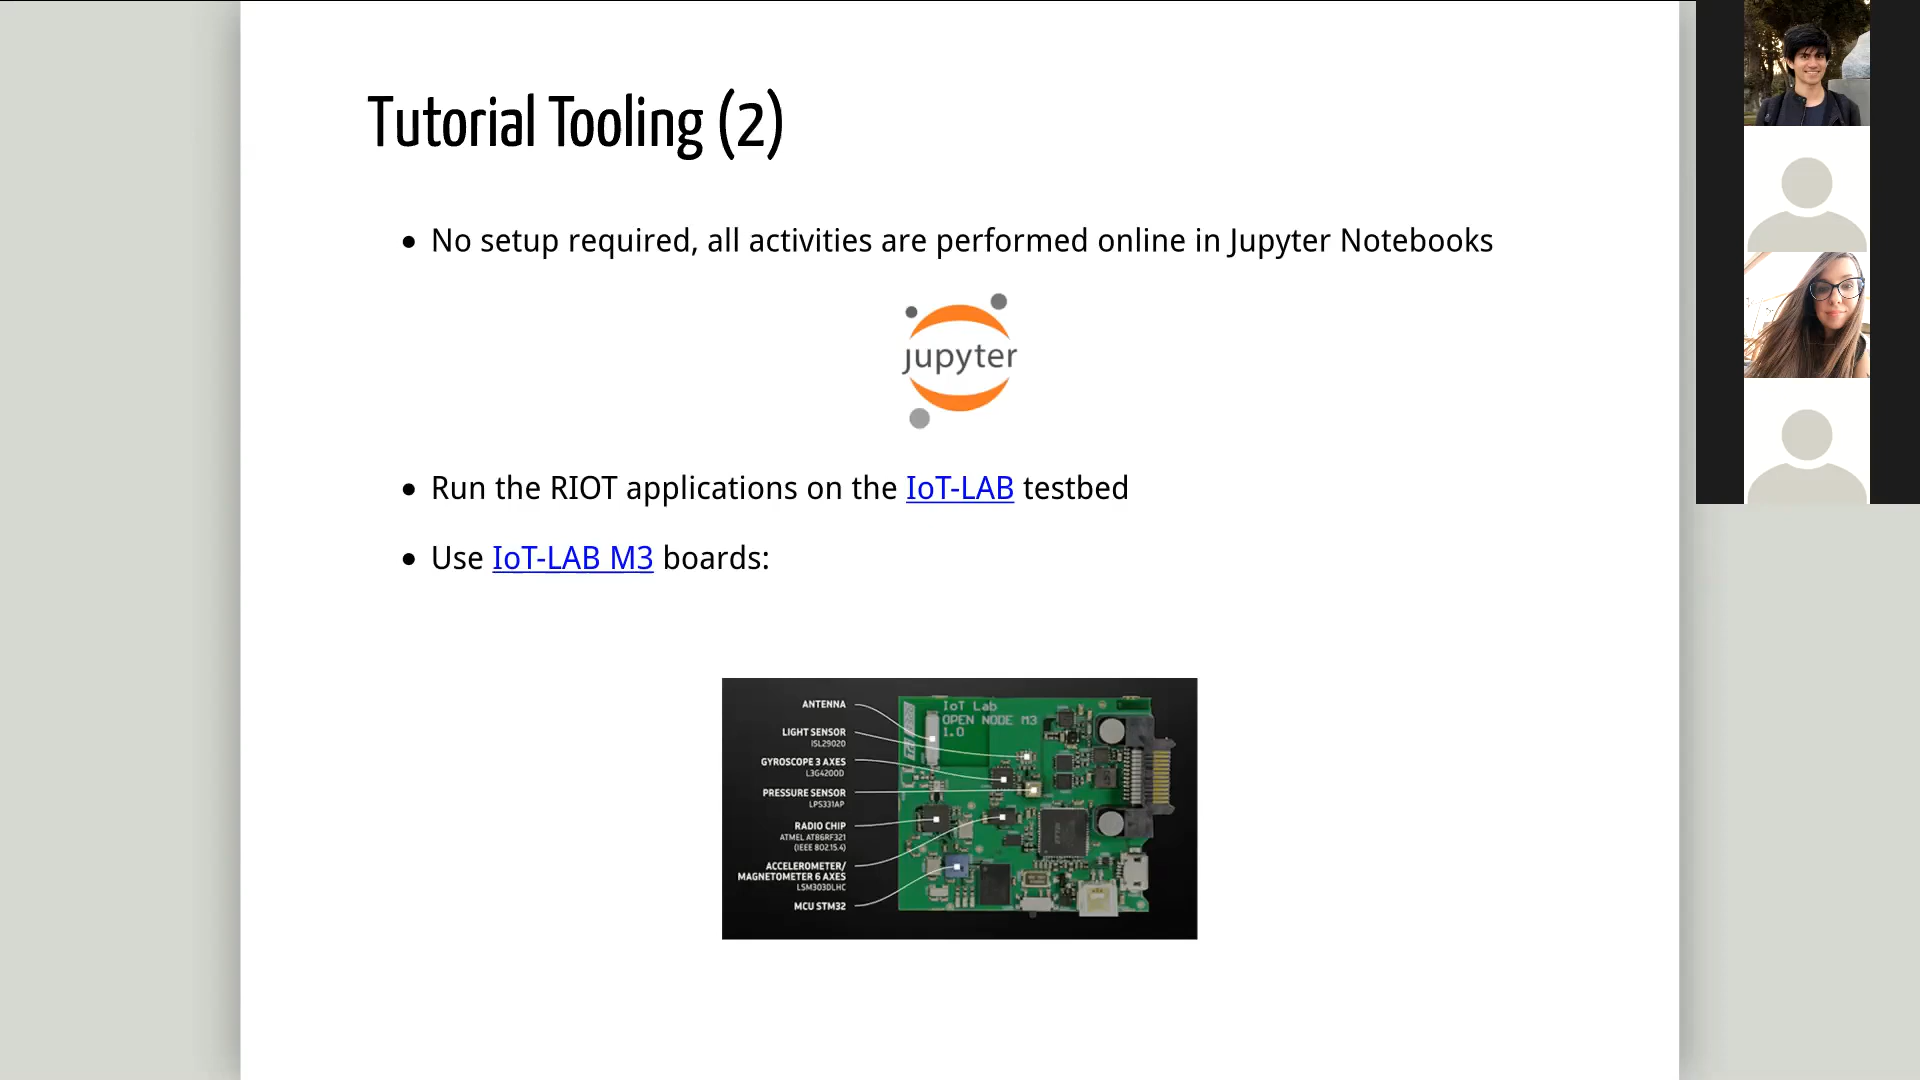 Tutorial Tooling (2)
• No setup required, all activities are performed online in Jupyter Notebooks
jupyter
• Run the RIOT applications on the IoT-LAB testbed
• Use IoT-LAB M3 boards:
ANTENNA
LIGHT SENSOR
ISL29020
GYROSCOPE 3 AXES
L3G4200D
PRESSURE SENSOR
LPS331AP
RADIO CHIP
ATMEL AT86RF321
(IEEE 802.15.4)
ACCELEROMETER/
MAGNETOMETER 6 AXES
LSM303DLHC
MCU STM32
IoT Lab
OPEN NODE M3
1.0